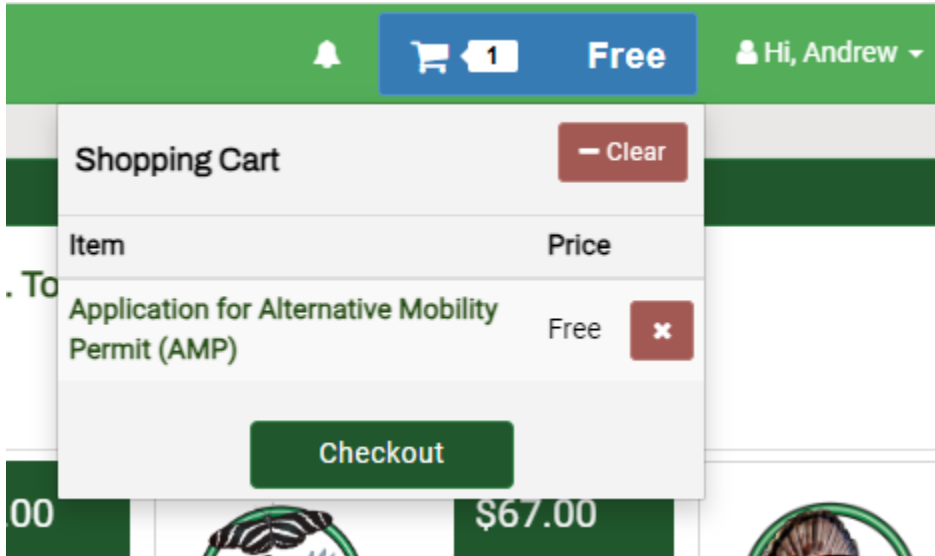 1 Free Hi, Andrew
Shopping Cart Clear
Item Price
. To
Application for Alternative Mobility
Permit (AMP) Free
Checkout
.00 $67.00